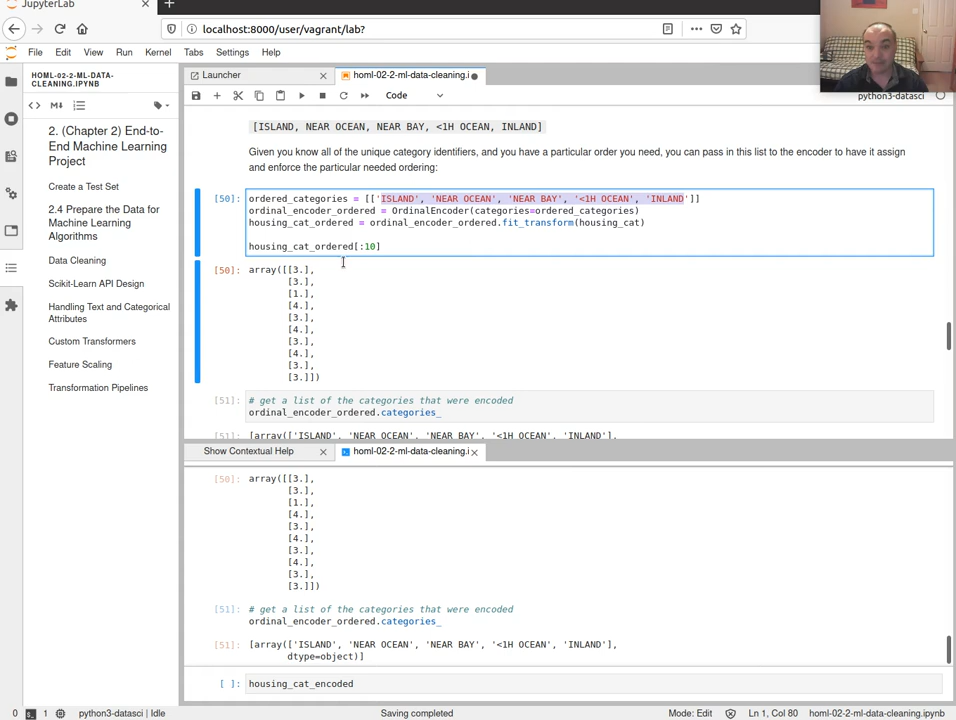 JupyterLab
localhost:8000/user/vagrant/lab?
File Edit View Run Kernel Tabs Settings Help
HOML-02-2-ML-DATA-
CLEANING.IPYNB
2. (Chapter 2) End-to-
End Machine Learning
Project
Create a Test Set
2.4 Prepare the Data for
Machine Learning
Algorithms
Data Cleaning
Scikit-Learn API Design
Handling Text and Categorical
Attributes
Custom Transformers
Feature Scaling
Transformation Pipelines
Launcher
homl-02-2-ml-data-cleaning.i
Code
python3-datasci
[ISLAND, NEAR OCEAN, NEAR BAY, <1H OCEAN, INLAND]
Given you know all of the unique category identifiers, and you have a particular order you need, you can pass in this list to the encoder to have it assign
and enforce the particular needed ordering:
[50]: ordered_categories = [['ISLAND', 'NEAR OCEAN', 'NEAR BAY', '<1H OCEAN', 'INLAND']]
ordinal_encoder_ordered = OrdinalEncoder(categories=ordered_categories)
housing_cat_ordered = ordinal_encoder_ordered.fit_transform(housing_cat)
housing_cat_ordered[:10]
[50]: array([[3.],
[3.],
[1.],
[4.],
[3.],
[4.],
[3.],
[4.],
[3.],
[3.]])
[51]: # get a list of the categories that were encoded
ordinal_encoder_ordered.categories_
[51]: [array(['ISLAND', 'NEAR OCEAN', 'NEAR BAY', '<1H OCEAN', 'INLAND'],
Show Contextual Help
homl-02-2-ml-data-cleaning.i
[50]: array([[3.],
[3.],
[1.],
[4.],
[3.],
[4.],
[3.],
[4.],
[3.],
[3.]])
[51]: # get a list of the categories that were encoded
ordinal_encoder_ordered.categories_
[51]: [array(['ISLAND', 'NEAR OCEAN', 'NEAR BAY', '<1H OCEAN', 'INLAND'],
dtype=object)]
[ ]: housing_cat_encoded
0 1 python3-datasci | Idle Saving completed Mode: Edit Ln 1, Col 80 homl-02-2-ml-data-cleaning.ipynb